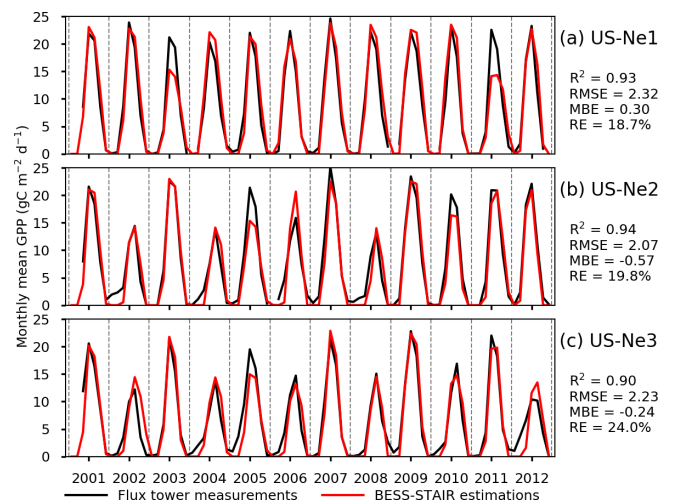 25
20
15
10
5
0
(a) US-Ne1
R² = 0.93
RMSE = 2.32
MBE = 0.30
RE = 18.7%
Monthly mean GPP (gC m⁻² d⁻¹)
25
20
15
10
5
0
(b) US-Ne2
R² = 0.94
RMSE = 2.07
MBE = -0.57
RE = 19.8%
25
20
15
10
5
0
(c) US-Ne3
R² = 0.90
RMSE = 2.23
MBE = -0.24
RE = 24.0%
2001 2002 2003 2004 2005 2006 2007 2008 2009 2010 2011 2012
Flux tower measurements BESS-STAIR estimations